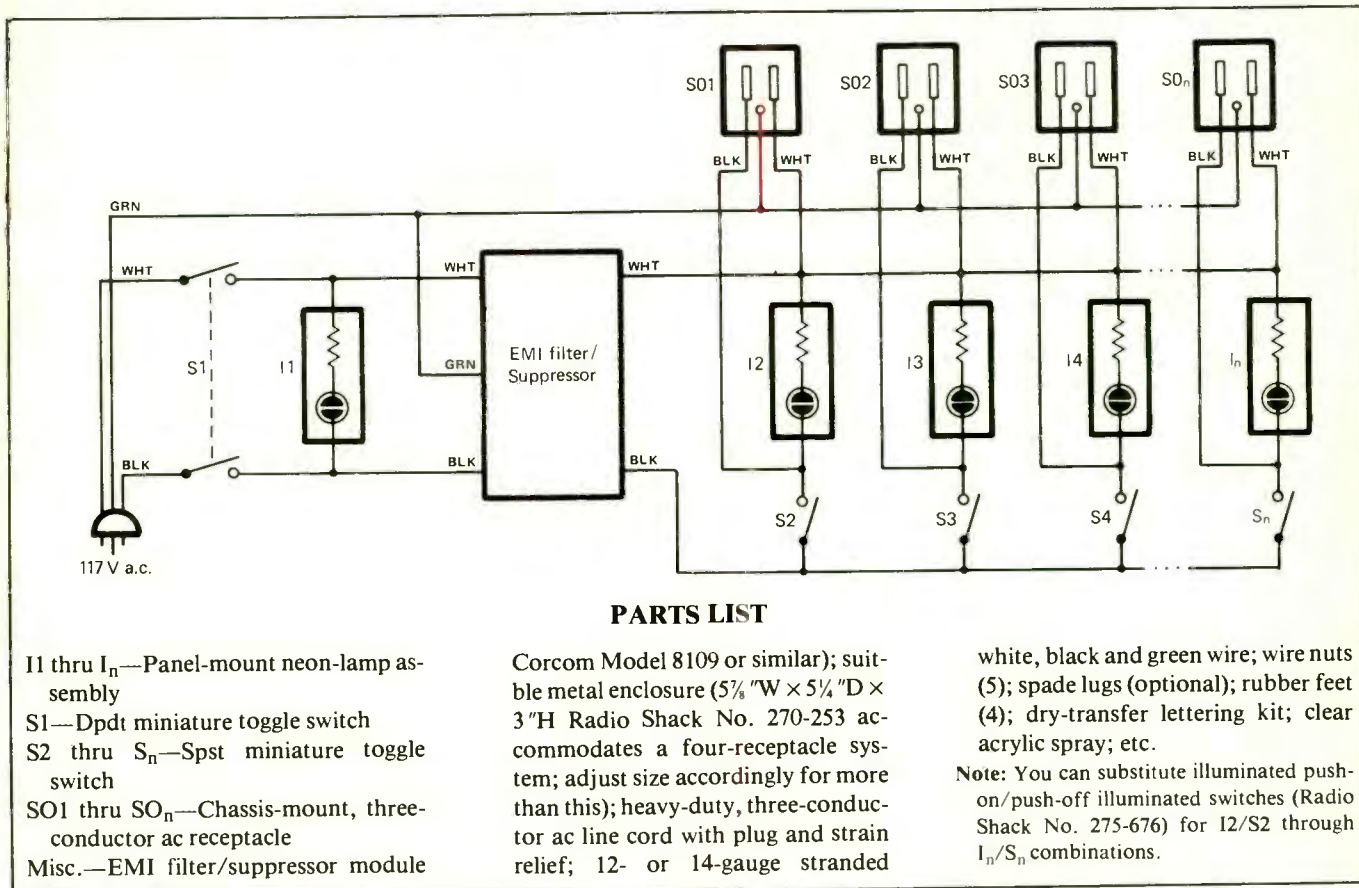 SO1
SO2
SO3
SOn
BLK
WHT
BLK
WHT
BLK
WHT
BLK
WHT
GRN
WHT
WHT
WHT
S1
I1
GRN
EMI filter/
Suppressor
I2
I3
I4
In
BLK
BLK
BLK
S2
S3
S4
Sn
117 V a.c.
PARTS LIST
I1 thru In—Panel-mount neon-lamp as-
sembly
S1—Dpdt miniature toggle switch
S2 thru Sn—Spst miniature toggle
switch
SO1 thru SOn—Chassis-mount, three-
conductor ac receptacle
Misc.—EMI filter/suppressor module
Corcom Model 8109 or similar); suit-
ble metal enclosure (5⅞"W × 5¼"D ×
3"H Radio Shack No. 270-253 ac-
commodates a four-receptacle sys-
tem; adjust size accordingly for more
than this); heavy-duty, three-conduc-
tor ac line cord with plug and strain
relief; 12- or 14-gauge stranded
white, black and green wire; wire nuts
(5); spade lugs (optional); rubber feet
(4); dry-transfer lettering kit; clear
acrylic spray; etc.
Note: You can substitute illuminated push-
on/push-off illuminated switches (Radio
Shack No. 275-676) for I2/S2 through
In/Sn combinations.